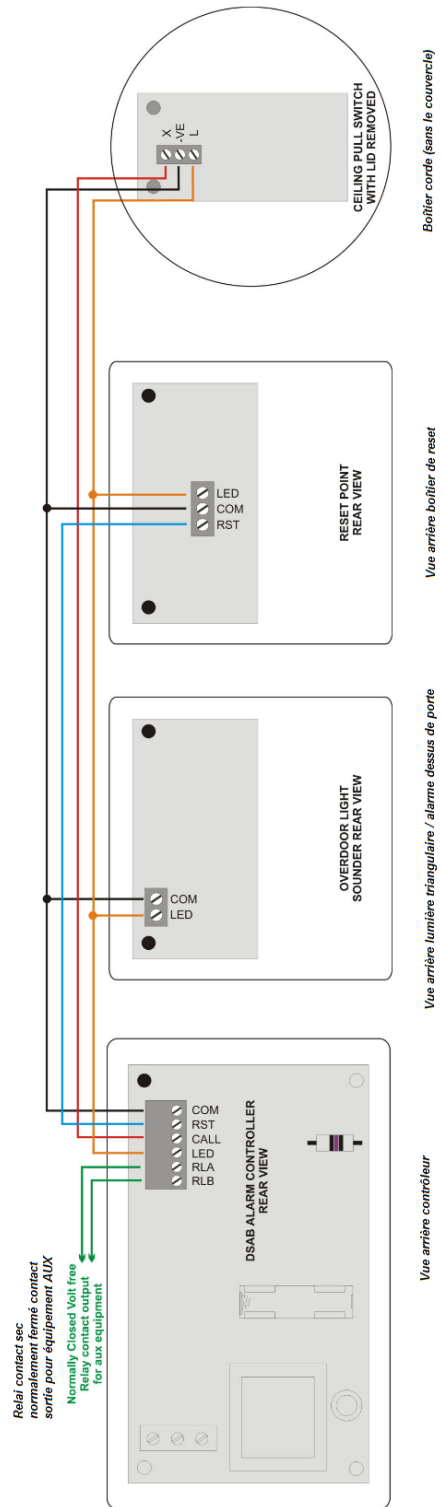 Relai contact sec
normalement fermé contact
sortie pour équipement AUX
Normally Closed Volt free
Relay contact output
for aux equipment
COM
RST
CALL
LED
RLA
RLB
DSAB ALARM CONTROLLER
REAR VIEW
Vue arrière contrôleur
COM
LED
OVERDOOR LIGHT
SOUNDER REAR VIEW
Vue arrière lumière triangulaire / alarme dessus de porte
LED
COM
RST
RESET POINT
REAR VIEW
Vue arrière boîtier de reset
X
-VE
L
CEILING PULL SWITCH
WITH LID REMOVED
Boîtier corde (sans le couvercle)